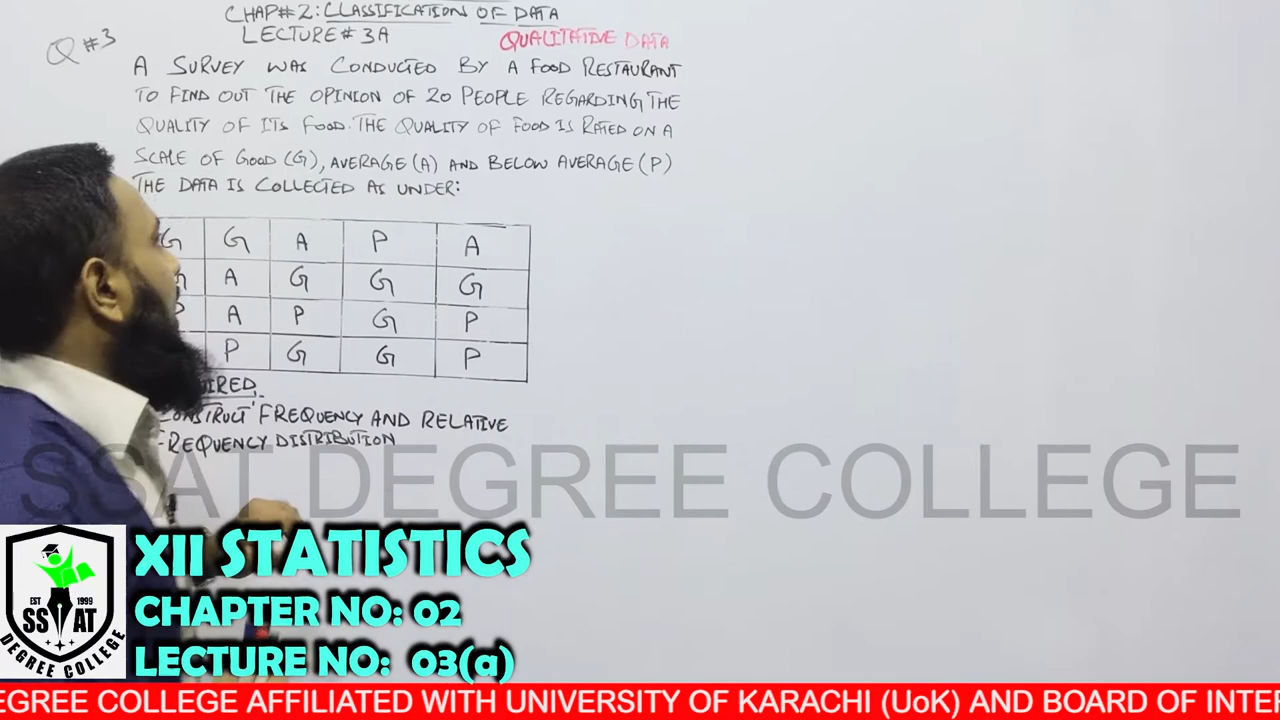 CHAP#2: CLASSIFICATION OF DATA
LECTURE# 3A QUALITATIVE DATA
Q #3
A SURVEY WAS CONDUCTED BY A FOOD RESTAURANT
TO FIND OUT THE OPINION OF 20 PEOPLE REGARDING THE
QUALITY OF ITS FOOD. THE QUALITY OF FOOD IS RATED ON A
SCALE OF GOOD (G), AVERAGE (A) AND BELOW AVERAGE (P)
THE DATA IS COLLECTED AS UNDER:
G G A P A
G A G G G
P A P G P
P G G P
IRED
CONSTRUCT FREQUENCY AND RELATIVE
FREQUENCY DISTRIBUTION
SSAT DEGREE COLLEGE
XII STATISTICS
CHAPTER NO: 02
LECTURE NO: 03(a)
EST 1999
SSAT
DEGREE COLLEGE
EGREE COLLEGE AFFILIATED WITH UNIVERSITY OF KARACHI (UoK) AND BOARD OF INTER